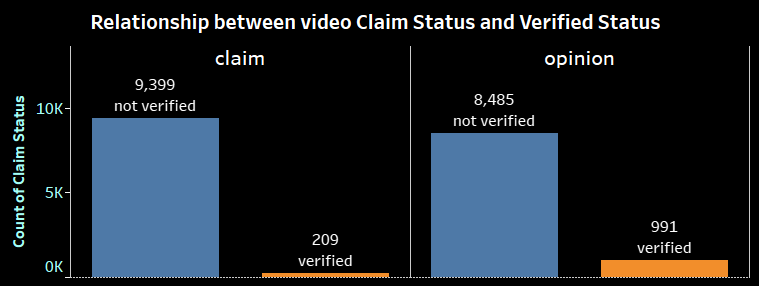 Relationship between video Claim Status and Verified Status
claim
opinion
Count of Claim Status
10K
5K
0K
9,399
not verified
209
verified
8,485
not verified
991
verified